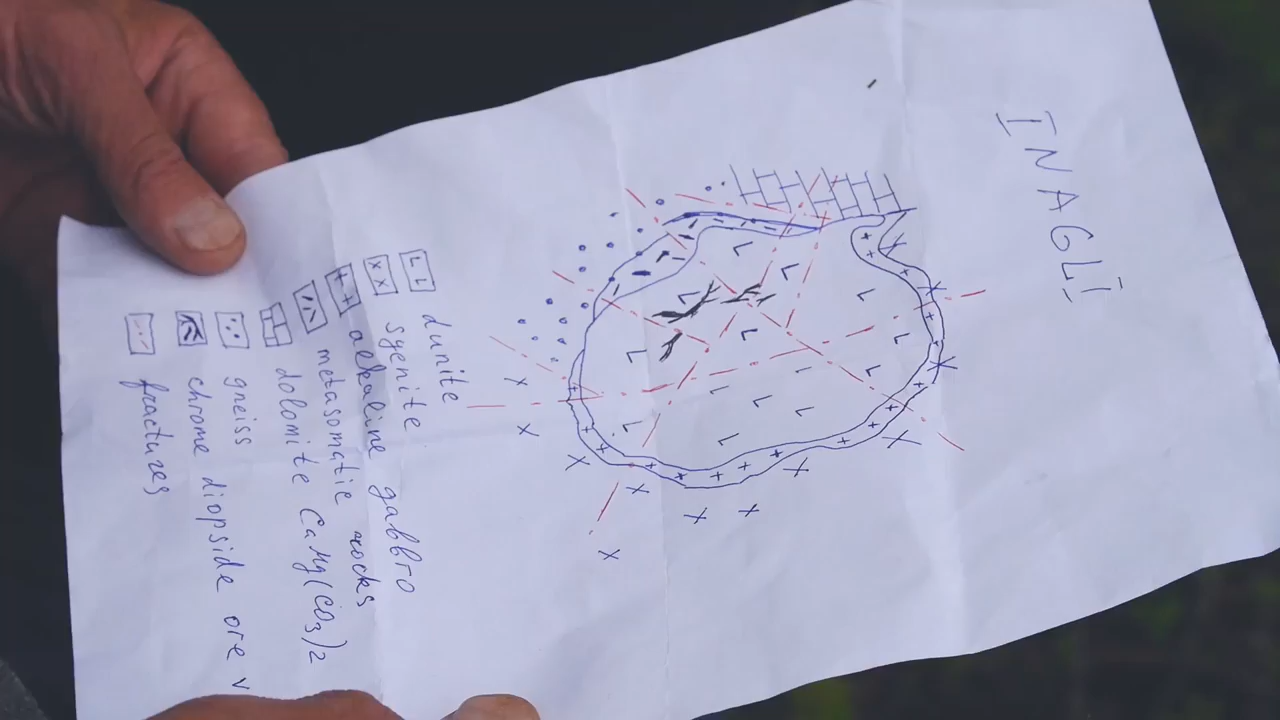 INAGLI
dunite
syenite
alkaline gabbro
metasomatic rocks
dolomite CaMg(CO3)2
gneiss
chrome diopside ore v
fractures